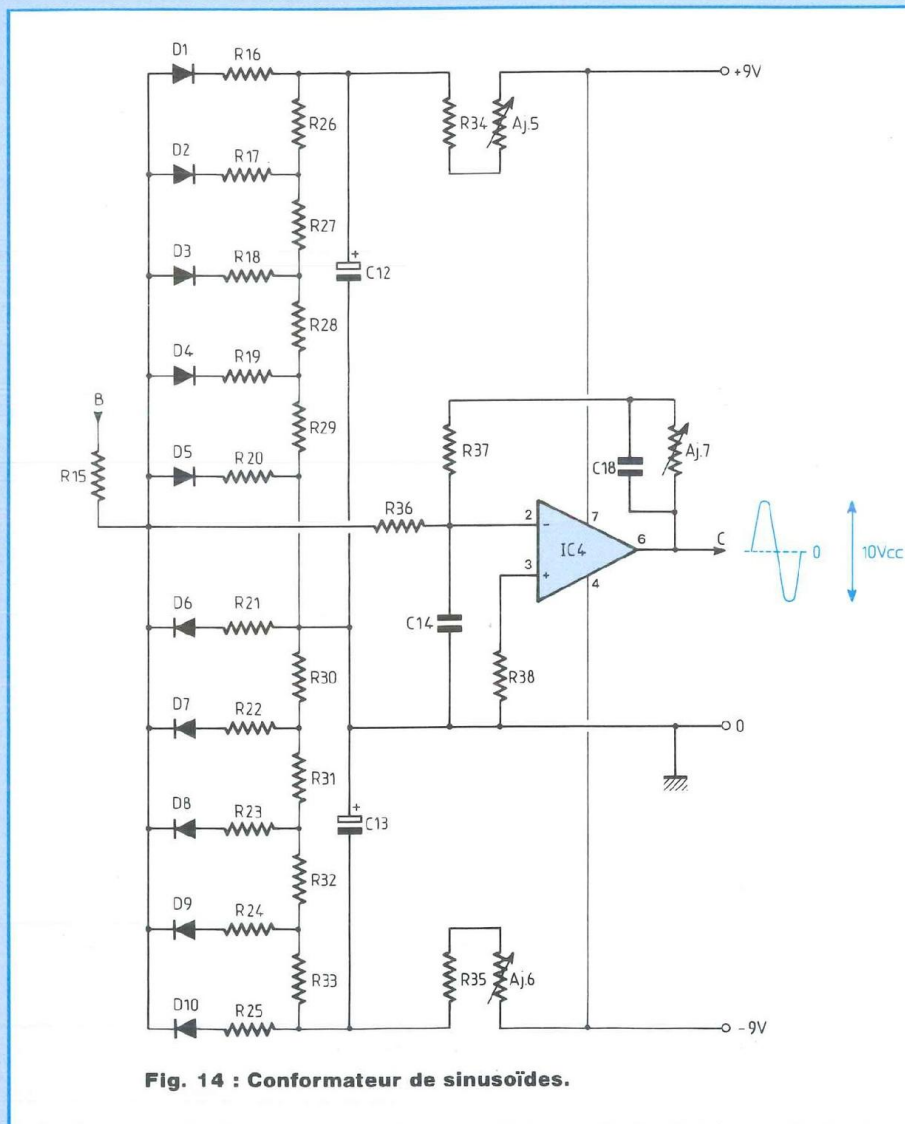 D1
R16
+9V
R26
R34
Aj.5
D2
R17
R27
D3
R18
+
C12
R28
D4
R19
B
R29
R37
C18
Aj.7
D5
R20
R15
R36
2
-
7
IC4
6
C
0
10Vcc
3
+
4
D6
R21
C14
R30
R38
D7
R22
0
R31
D8
R23
+
C13
R32
D9
R24
R33
R35
Aj.6
D10
R25
-9V
Fig. 14 : Conformateur de sinusoïdes.